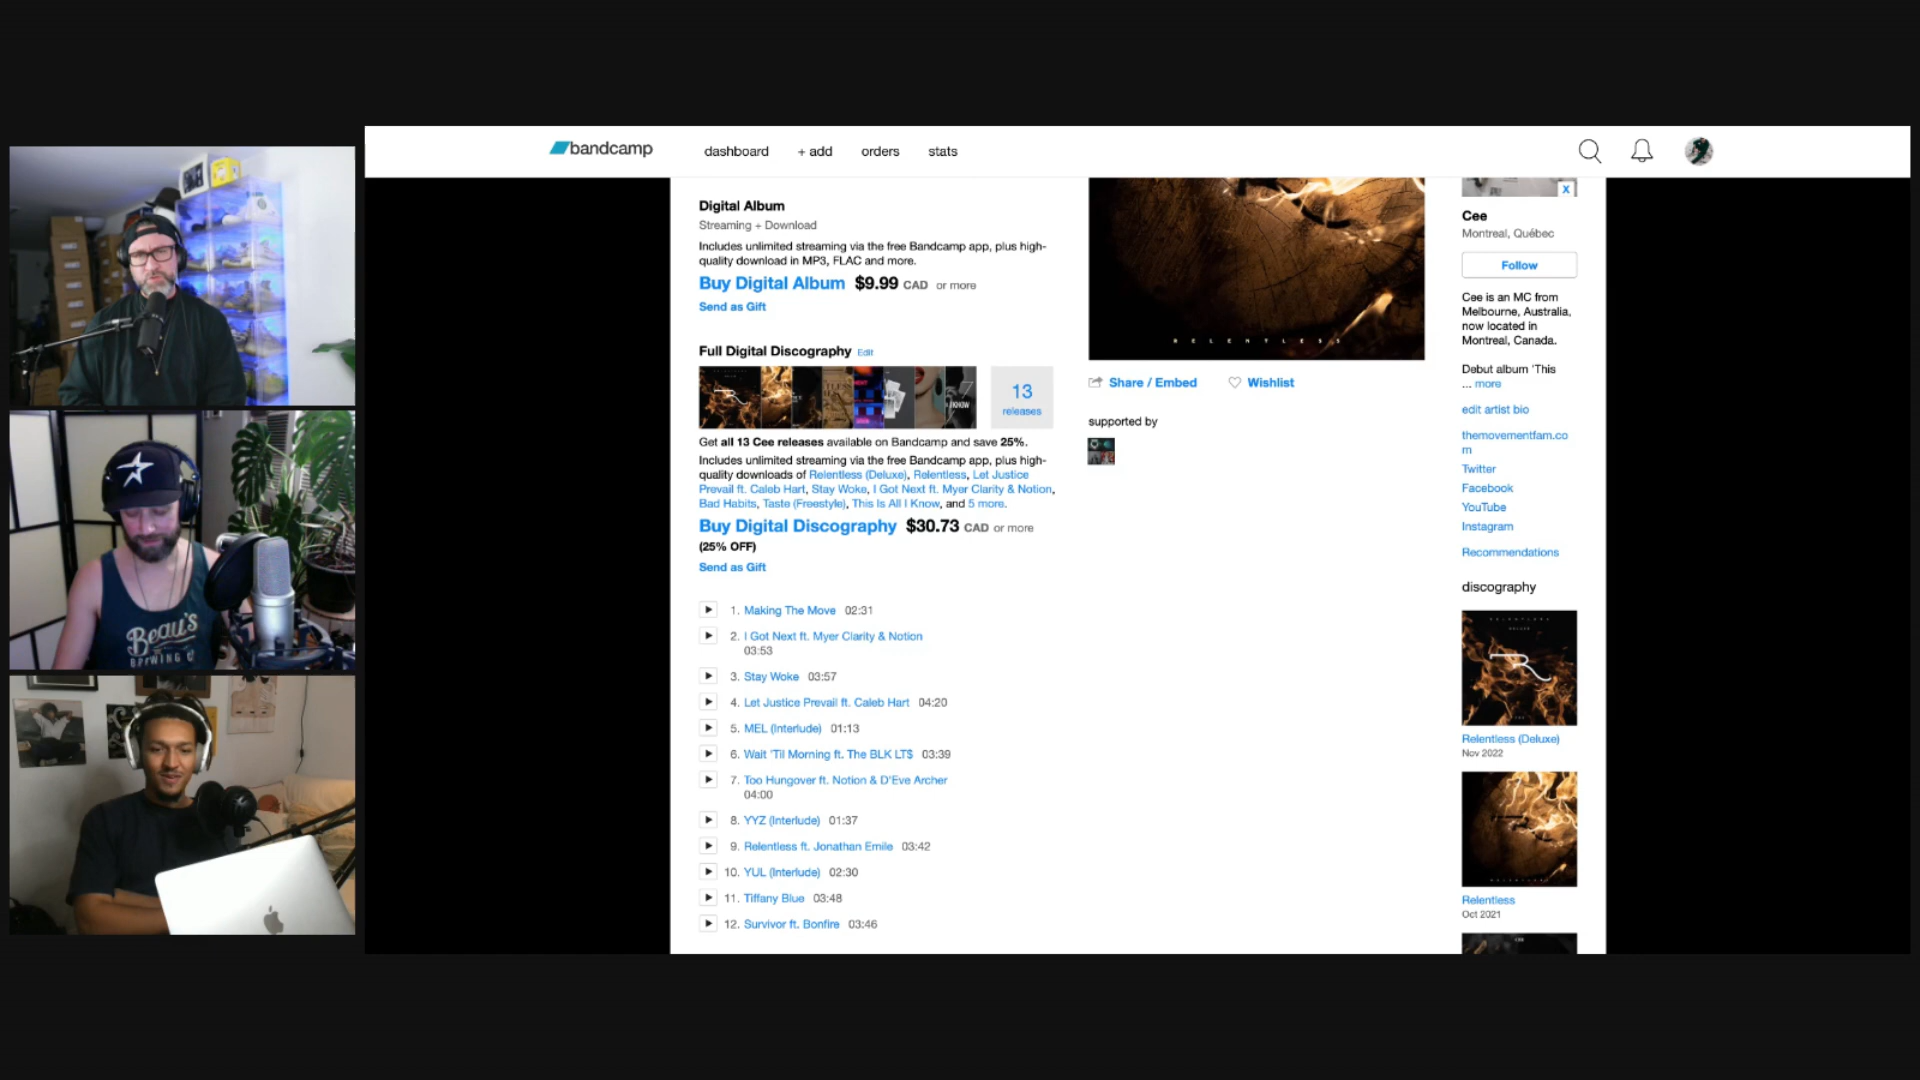 bandcamp
dashboard
+ add
orders
stats
Digital Album
Streaming + Download
Includes unlimited streaming via the free Bandcamp app, plus high-
quality download in MP3, FLAC and more.
Buy Digital Album $9.99 CAD or more
Send as Gift
Full Digital Discography Edit
13
releases
Get all 13 Cee releases available on Bandcamp and save 25%.
Includes unlimited streaming via the free Bandcamp app, plus high-
quality downloads of Relentless (Deluxe), Relentless, Let Justice
Prevail ft. Caleb Hart, Stay Woke, I Got Next ft. Myer Clarity & Notion,
Bad Habits, Taste (Freestyle), This Is All I Know, and 5 more.
Buy Digital Discography $30.73 CAD or more
(25% OFF)
Send as Gift
1. Making The Move 02:31
2. I Got Next ft. Myer Clarity & Notion
03:53
3. Stay Woke 03:57
4. Let Justice Prevail ft. Caleb Hart 04:20
5. MEL (Interlude) 01:13
6. Wait 'Til Morning ft. The BLK LT$ 03:39
7. Too Hungover ft. Notion & D'Eve Archer
04:00
8. YYZ (Interlude) 01:37
9. Relentless ft. Jonathan Emile 03:42
10. YUL (Interlude) 02:30
11. Tiffany Blue 03:48
12. Survivor ft. Bonfire 03:46
RELENTLESS
Share / Embed
Wishlist
supported by
X
Cee
Montreal, Québec
Follow
Cee is an MC from
Melbourne, Australia,
now located in
Montreal, Canada.
Debut album 'This
... more
edit artist bio
themovementfam.co
m
Twitter
Facebook
YouTube
Instagram
Recommendations
discography
RELENTLESS
DELUXE
Relentless (Deluxe)
Nov 2022
RELENTLESS
Relentless
Oct 2021
Beau's
BREWING C